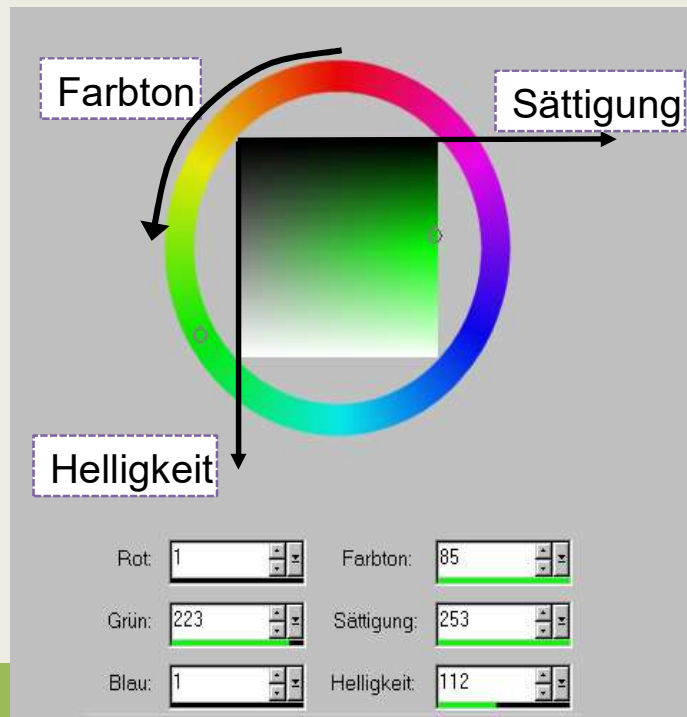 Farbton
Sättigung
Helligkeit
Rot: 1 Farbton: 85
Grün: 223 Sättigung: 253
Blau: 1 Helligkeit: 112